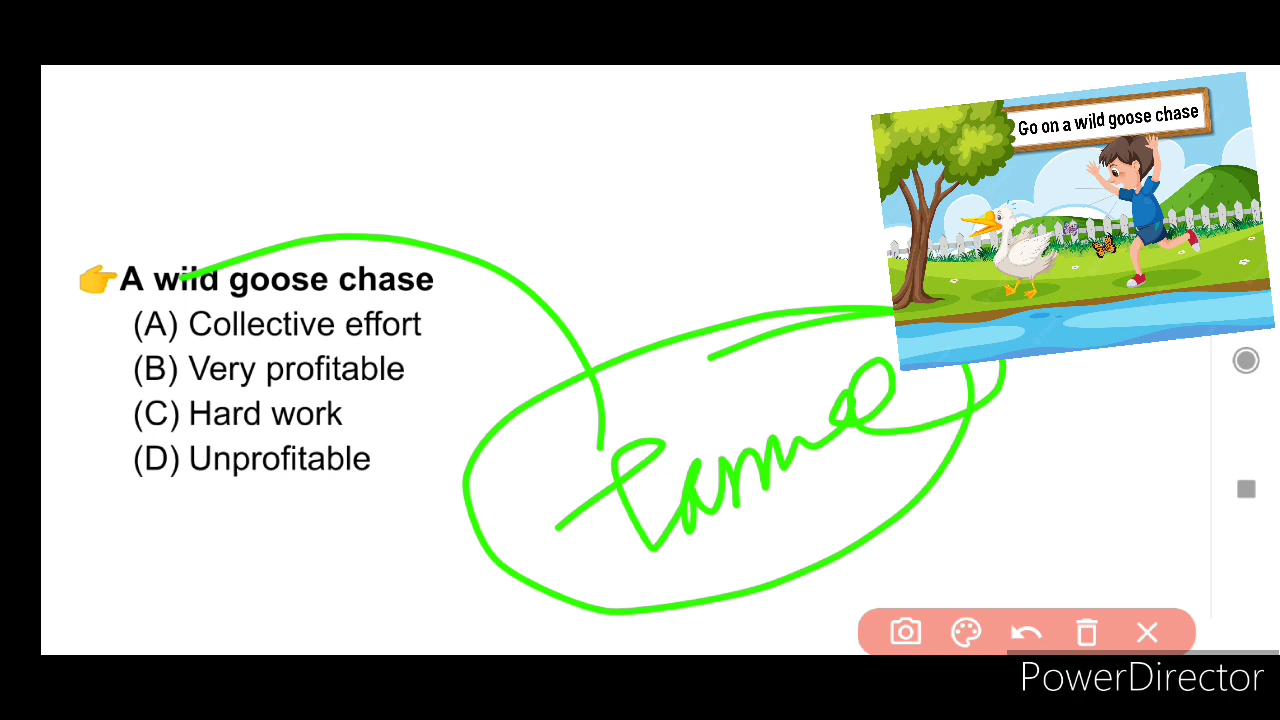 Go on a wild goose chase
👉A wild goose chase
(A) Collective effort
(B) Very profitable
(C) Hard work
(D) Unprofitable
PowerDirector